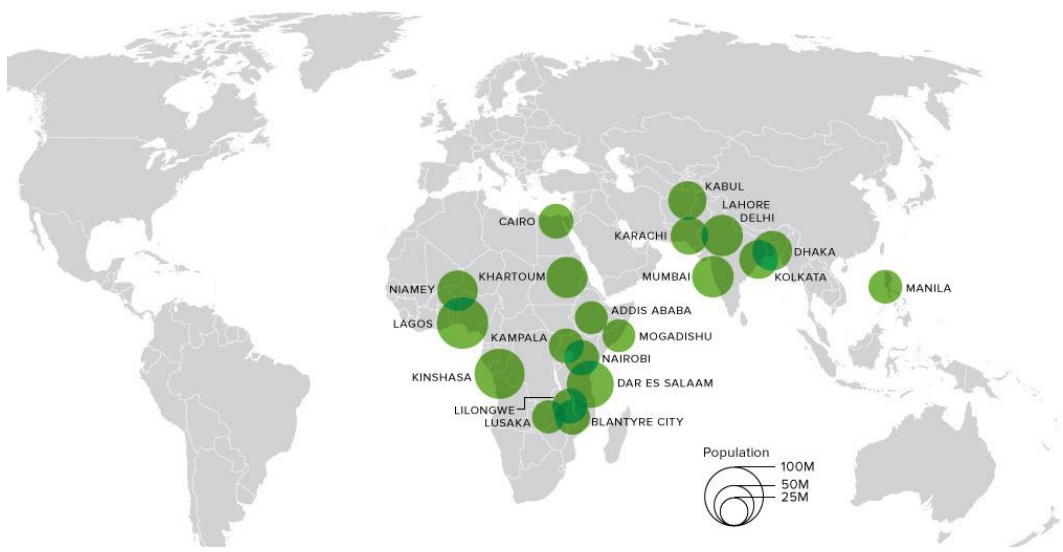 KABUL
LAHORE
DELHI
CAIRO
KARACHI
DHAKA
KHARTOUM
MUMBAI
KOLKATA
NIAMEY
MANILA
ADDIS ABABA
LAGOS
KAMPALA
MOGADISHU
NAIROBI
KINSHASA
DAR ES SALAAM
LILONGWE
LUSAKA
BLANTYRE CITY
Population
100M
50M
25M